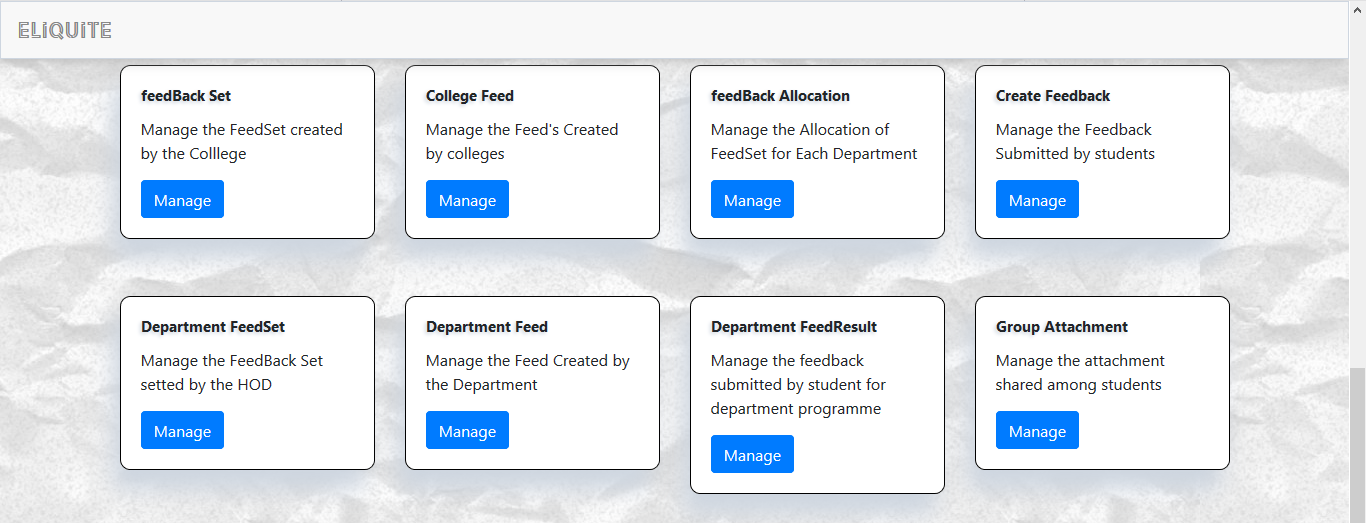 ELiQUiTE
feedBack Set
Manage the FeedSet created
by the Colllege
Manage
College Feed
Manage the Feed's Created
by colleges
Manage
feedBack Allocation
Manage the Allocation of
FeedSet for Each Department
Manage
Create Feedback
Manage the Feedback
Submitted by students
Manage
Department FeedSet
Manage the FeedBack Set
setted by the HOD
Manage
Department Feed
Manage the Feed Created by
the Department
Manage
Department FeedResult
Manage the feedback
submitted by student for
department programme
Manage
Group Attachment
Manage the attachment
shared among students
Manage